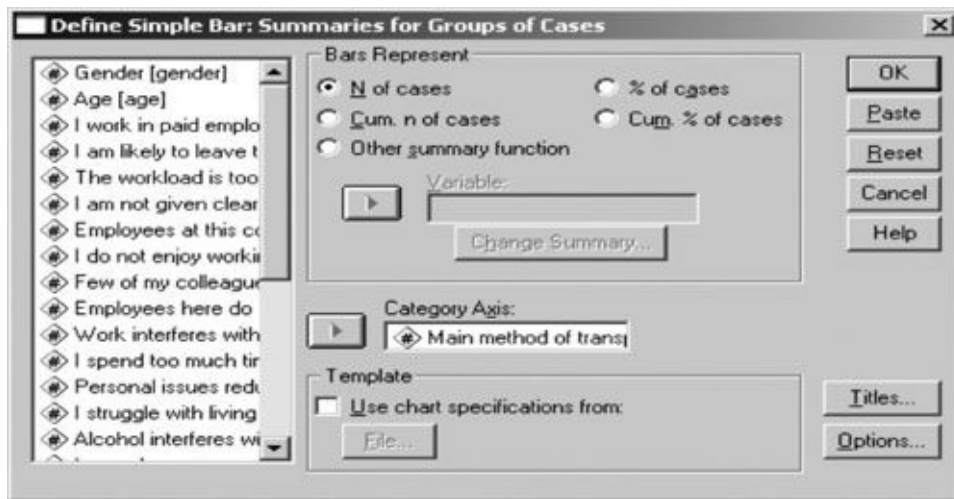 Define Simple Bar: Summaries for Groups of Cases
Gender [gender]
Age [age]
I work in paid emplo
I am likely to leave t
The workload is too
I am not given clear
Employees at this co
I do not enjoy workin
Few of my colleague
Employees here do
Work interferes with
I spend too much tim
Personal issues redu
I struggle with living
Alcohol interferes wi
Bars Represent
N of cases
% of cases
Cum. n of cases
Cum. % of cases
Other summary function
Variable:
Change Summary...
Category Axis:
Main method of transp
Template
Use chart specifications from:
File...
OK
Paste
Reset
Cancel
Help
Titles...
Options...